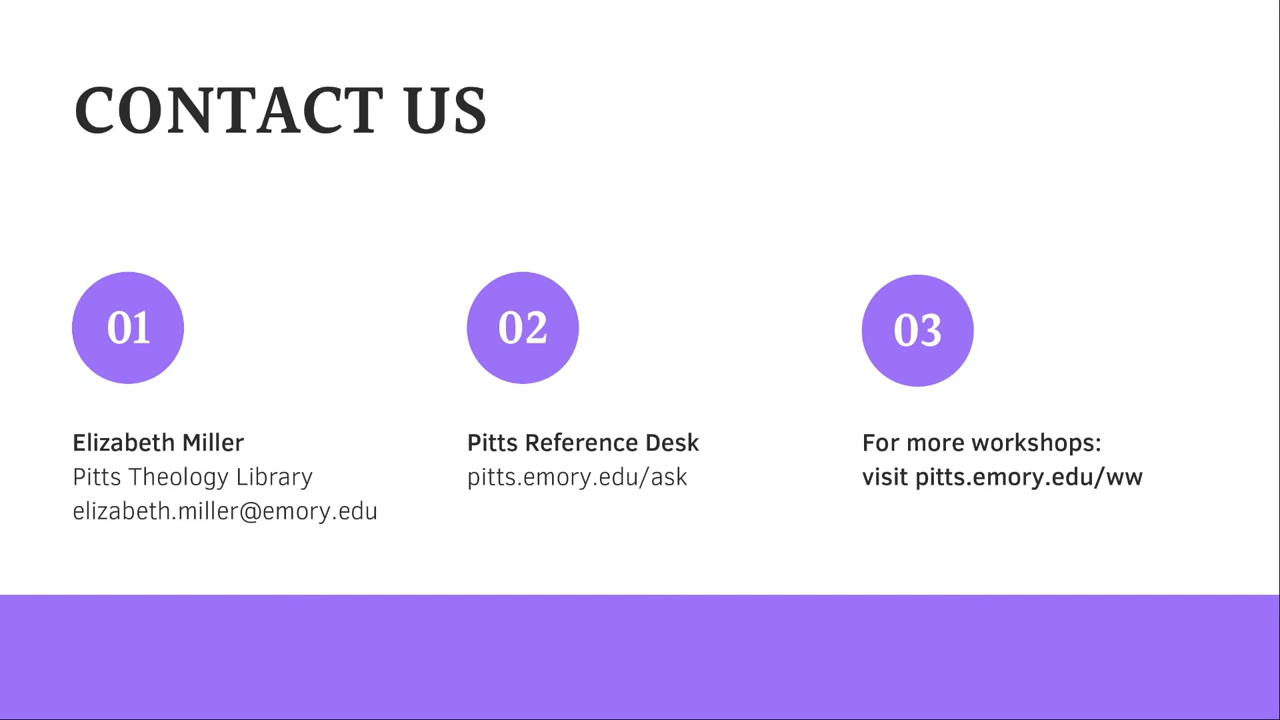 CONTACT US
01
Elizabeth Miller
Pitts Theology Library
elizabeth.miller@emory.edu
02
Pitts Reference Desk
pitts.emory.edu/ask
03
For more workshops:
visit pitts.emory.edu/ww